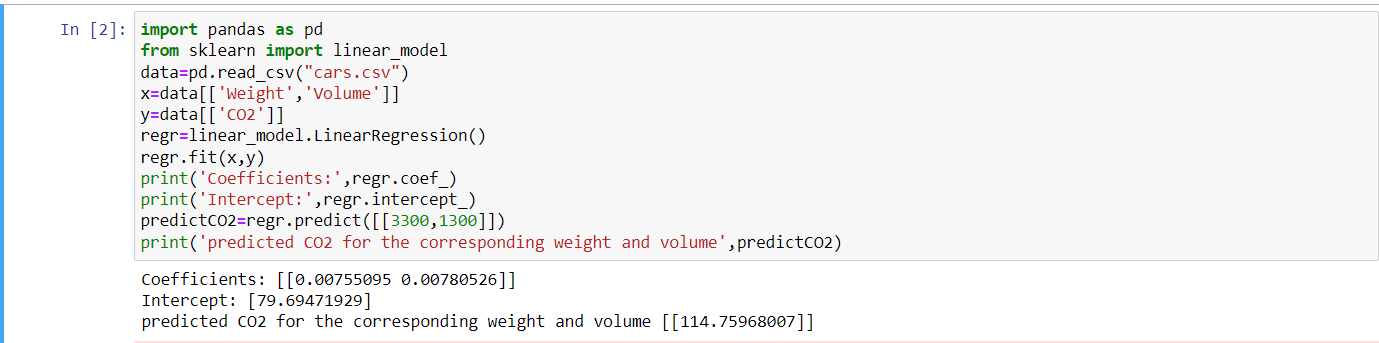 In [2]: import pandas as pd
from sklearn import linear_model
data=pd.read_csv("cars.csv")
x=data[['Weight','Volume']]
y=data[['CO2']]
regr=linear_model.LinearRegression()
regr.fit(x,y)
print('Coefficients:',regr.coef_)
print('Intercept:',regr.intercept_)
predictCO2=regr.predict([[3300,1300]])
print('predicted CO2 for the corresponding weight and volume',predictCO2)
Coefficients: [[0.00755095 0.00780526]]
Intercept: [79.69471929]
predicted CO2 for the corresponding weight and volume [[114.75968007]]